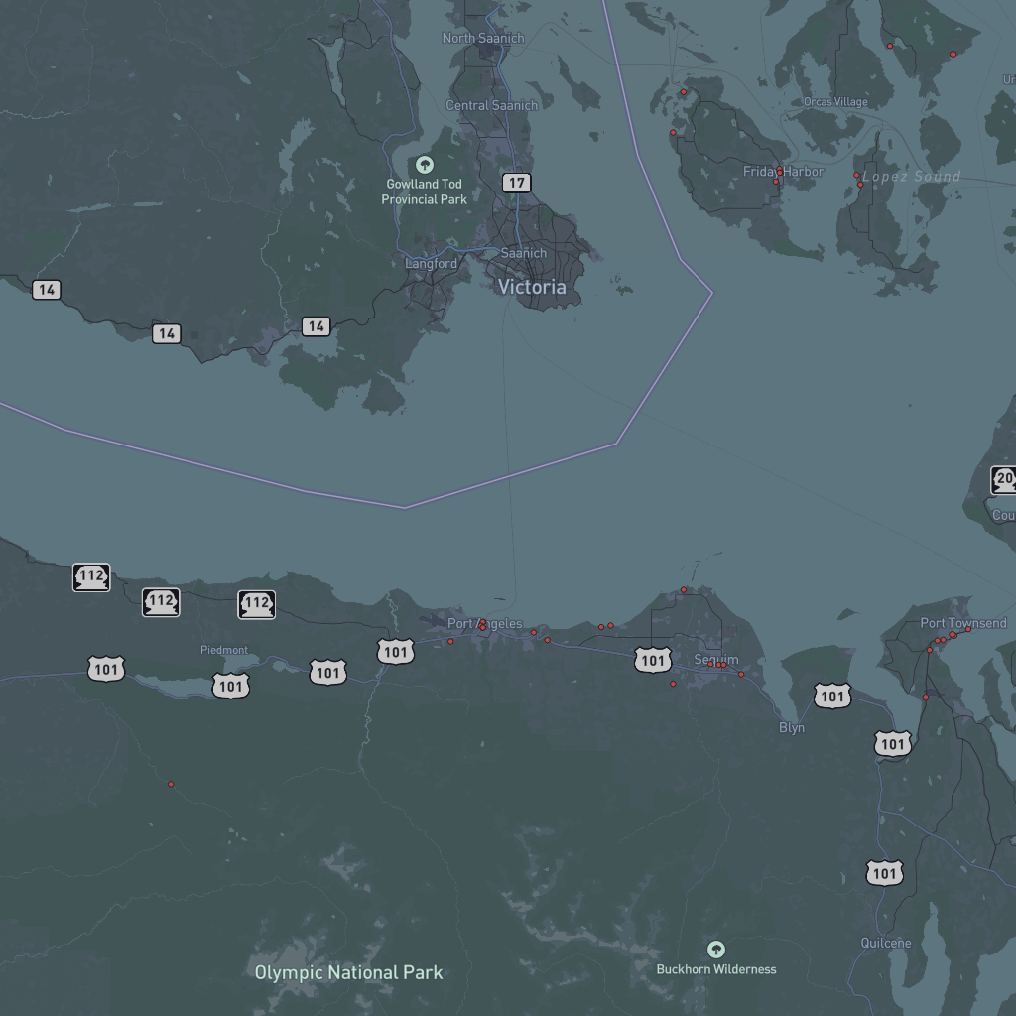 North Saanich
Central Saanich
Orcas Village
Gowlland Tod
Provincial Park
17
Friday Harbor
Lopez Sound
Saanich
Langford
Victoria
14
14
14
20
112
112
112
Port Angeles
Port Townsend
Piedmont
101
101
101
101
101
Sequim
101
Blyn
101
101
Quilcene
Olympic National Park
Buckhorn Wilderness